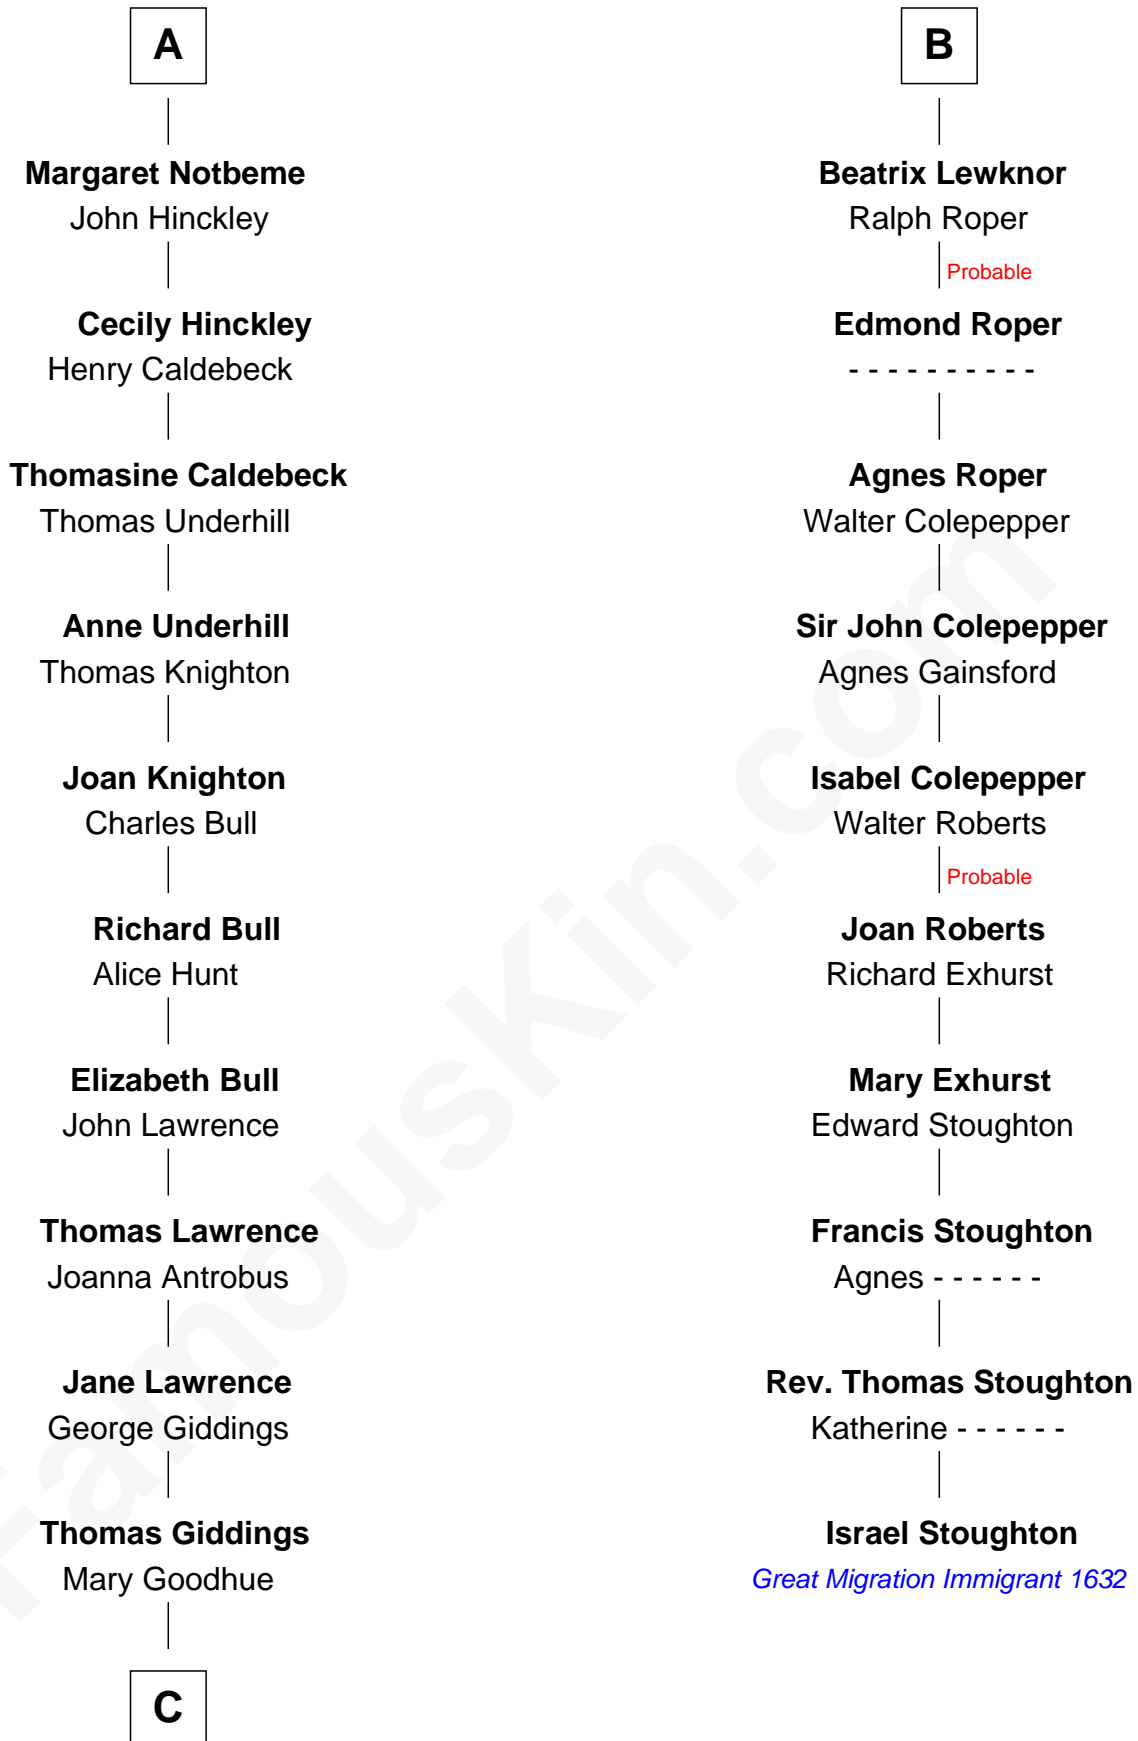 A
Margaret Notbeme
John Hinckley
Cecily Hinckley
Henry Caldebeck
Thomasine Caldebeck
Thomas Underhill
Anne Underhill
Thomas Knighton
Joan Knighton
Charles Bull
Richard Bull
Alice Hunt
Elizabeth Bull
John Lawrence
Thomas Lawrence
Joanna Antrobus
Jane Lawrence
George Giddings
Thomas Giddings
Mary Goodhue
C
B
Beatrix Lewknor
Ralph Roper
Probable
Edmond Roper
- - - - - - - - - -
Agnes Roper
Walter Colepepper
Sir John Colepepper
Agnes Gainsford
Isabel Colepepper
Walter Roberts
Probable
Joan Roberts
Richard Exhurst
Mary Exhurst
Edward Stoughton
Francis Stoughton
Agnes - - - - - -
Rev. Thomas Stoughton
Katherine - - - - - -
Israel Stoughton
Great Migration Immigrant 1632
FamousKin.com